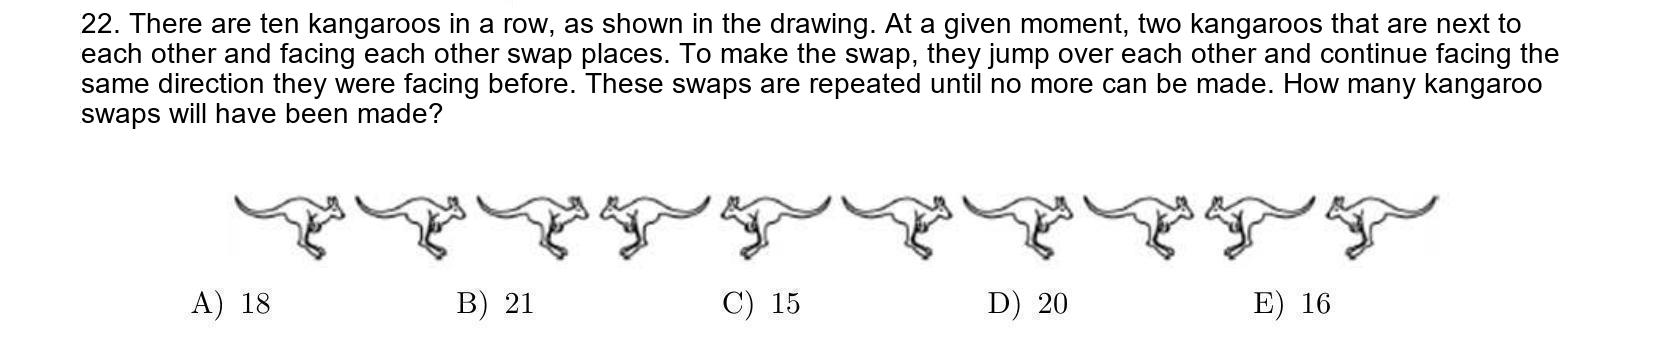 22. There are ten kangaroos in a row, as shown in the drawing. At a given moment, two kangaroos that are next to
each other and facing each other swap places. To make the swap, they jump over each other and continue facing the
same direction they were facing before. These swaps are repeated until no more can be made. How many kangaroo
swaps will have been made?
A) 18 B) 21 C) 15 D) 20 E) 16